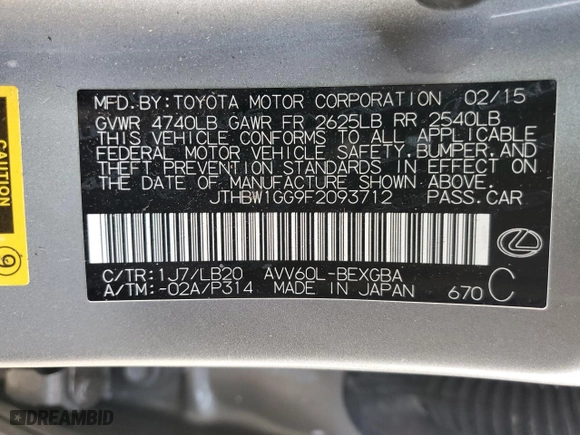 MFD.BY:TOYOTA MOTOR CORPORATION 02/15
GVWR 4740LB GAWR FR 2625LB RR 2540LB
THIS VEHICLE CONFORMS TO ALL APPLICABLE
FEDERAL MOTOR VEHICLE SAFETY,BUMPER,AND
THEFT PREVENTION STANDARDS IN EFFECT ON
THE DATE OF MANUFACTURE SHOWN ABOVE.
JTHBW1GG9F2093712 PASS.CAR
C/TR:1J7/LB20 AVV60L-BEXGBA
A/TM:-02A/P314 MADE IN JAPAN 670 C
CAUTION
DREAMBID